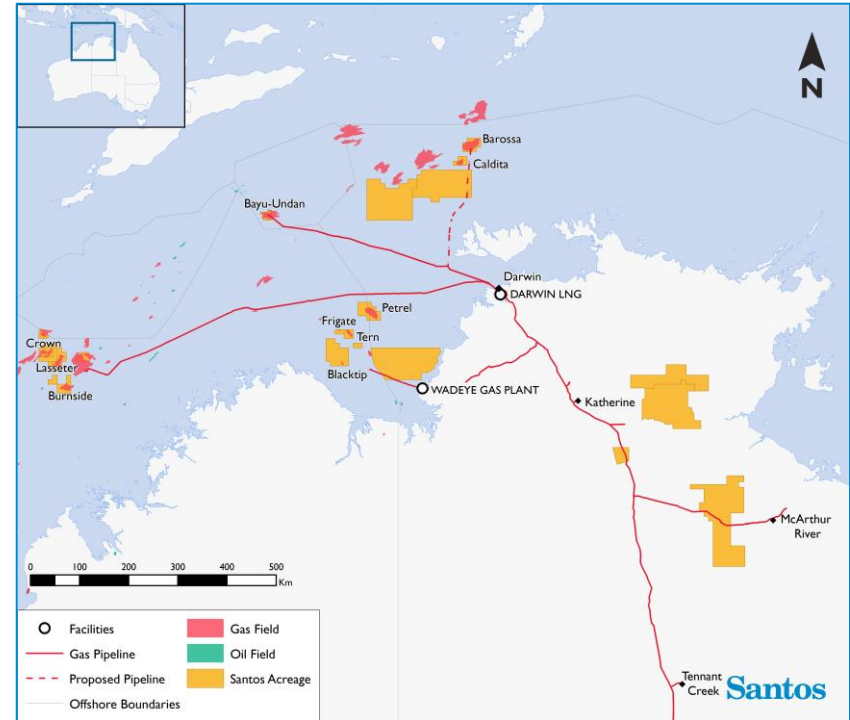 N
Barossa
Caldita
Bayu-Undan
Darwin
DARWIN LNG
Petrel
Frigate
Tern
Crown
Lasseter
Blacktip
Burnside
WADEYE GAS PLANT
Katherine
McArthur
River
0 100 200 300 400 500
Km
Facilities
Gas Pipeline
Proposed Pipeline
Offshore Boundaries
Gas Field
Oil Field
Santos Acreage
Tennant
Creek
Santos